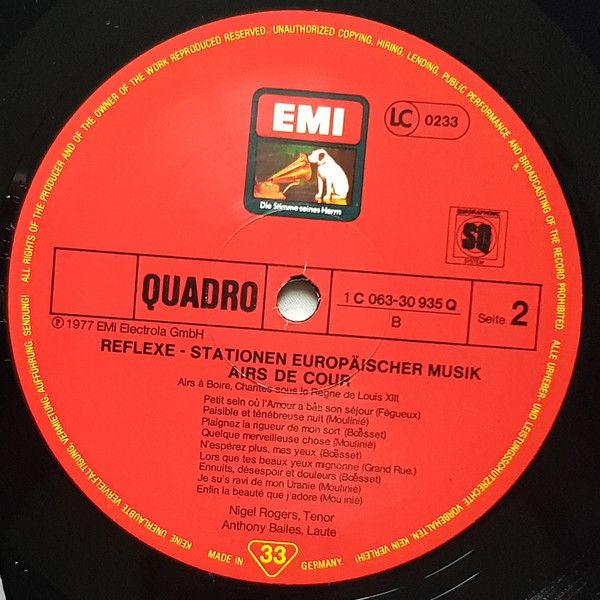 ALL RIGHTS OF THE PRODUCER AND OF THE OWNER OF THE WORK REPRODUCED RESERVED. UNAUTHORIZED COPYING, HIRING, LENDING, PUBLIC PERFORMANCE AND BROADCASTING OF THE RECORD PROHIBITED. ALLE URHEBER- UND LEISTUNGSSCHUTZRECHTE VORBEHALTEN. KEIN VERLEIH!
KEINE UNERLAUBTE VERVIELFÄLTIGUNG, VERMIETUNG, AUFFÜHRUNG, SENDUNG!
EMI
Die Stimme seines Herrn
LC 0233
QUADRAPHONIC
SQ
QUADRO
1 C 063-30 935 Q
B
Seite 2
℗ 1977 EMI Electrola GmbH
REFLEXE - STATIONEN EUROPÄISCHER MUSIK
AIRS DE COUR
Airs à Boire, Chantes sous le Regne de Louis XIII
Petit sein où l'Amour a bâti son séjour (Fègueux)
Paisible et ténébreuse nuit (Moulinié)
Plaignez la rigueur de mon sort (Bœsset)
Quelque merveilleuse chose (Moulinié)
N'espérez plus, mes yeux (Bœsset)
Lors que tes beaux yeux mignonne (Grand Rue.)
Ennuits, désespoir et douleurs (Bœsset)
Je su's ravi de mon Uranie (Moulinié)
Enfin la beauté que j'adore (Moulinié)
Nigel Rogers, Tenor
Anthony Bailes, Laute
MADE IN 33 GERMANY.